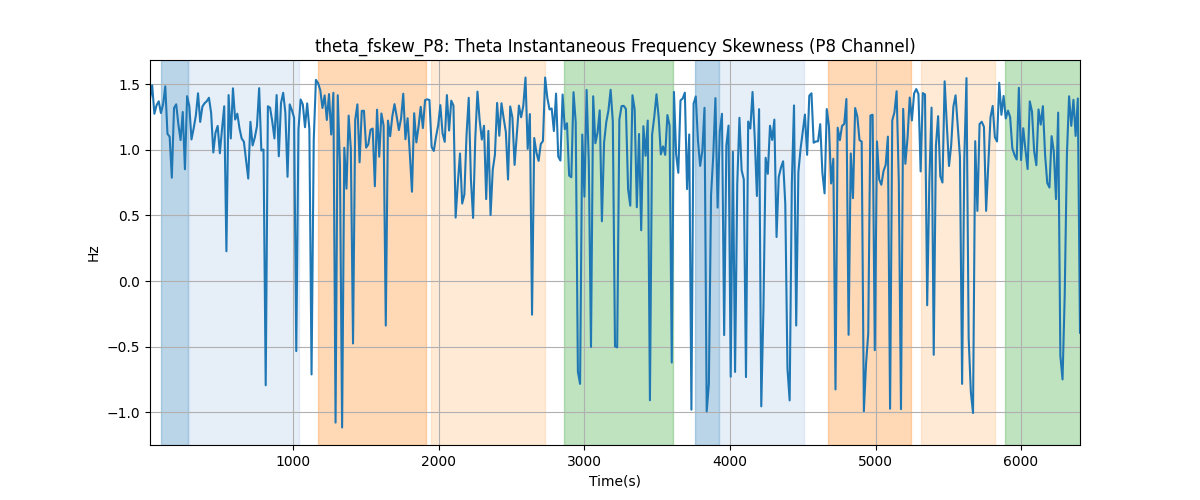 theta_fskew_P8: Theta Instantaneous Frequency Skewness (P8 Channel)
1.5
1.0
0.5
0.0
−0.5
−1.0
Hz
1000 2000 3000 4000 5000 6000
Time(s)